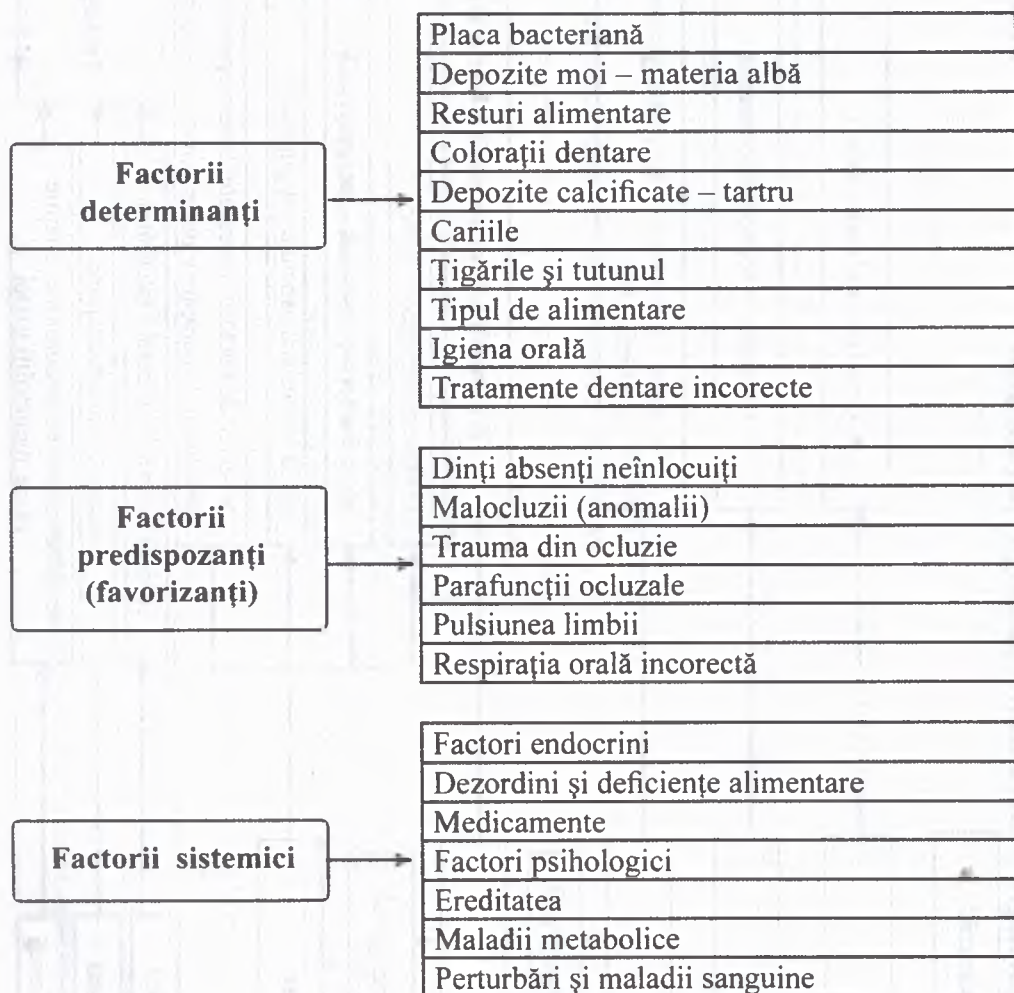 Factorii
determinanţi
Placa bacteriană
Depozite moi – materia albă
Resturi alimentare
Coloraţii dentare
Depozite calcificate – tartru
Cariile
Ţigările şi tutunul
Tipul de alimentare
Igiena orală
Tratamente dentare incorecte
Factorii
predispozanţi
(favorizanţi)
Dinţi absenţi neînlocuiţi
Malocluzii (anomalii)
Trauma din ocluzie
Parafuncţii ocluzale
Pulsiunea limbii
Respiraţia orală incorectă
Factorii sistemici
Factori endocrini
Dezordini şi deficienţe alimentare
Medicamente
Factori psihologici
Ereditatea
Maladii metabolice
Perturbări şi maladii sanguine